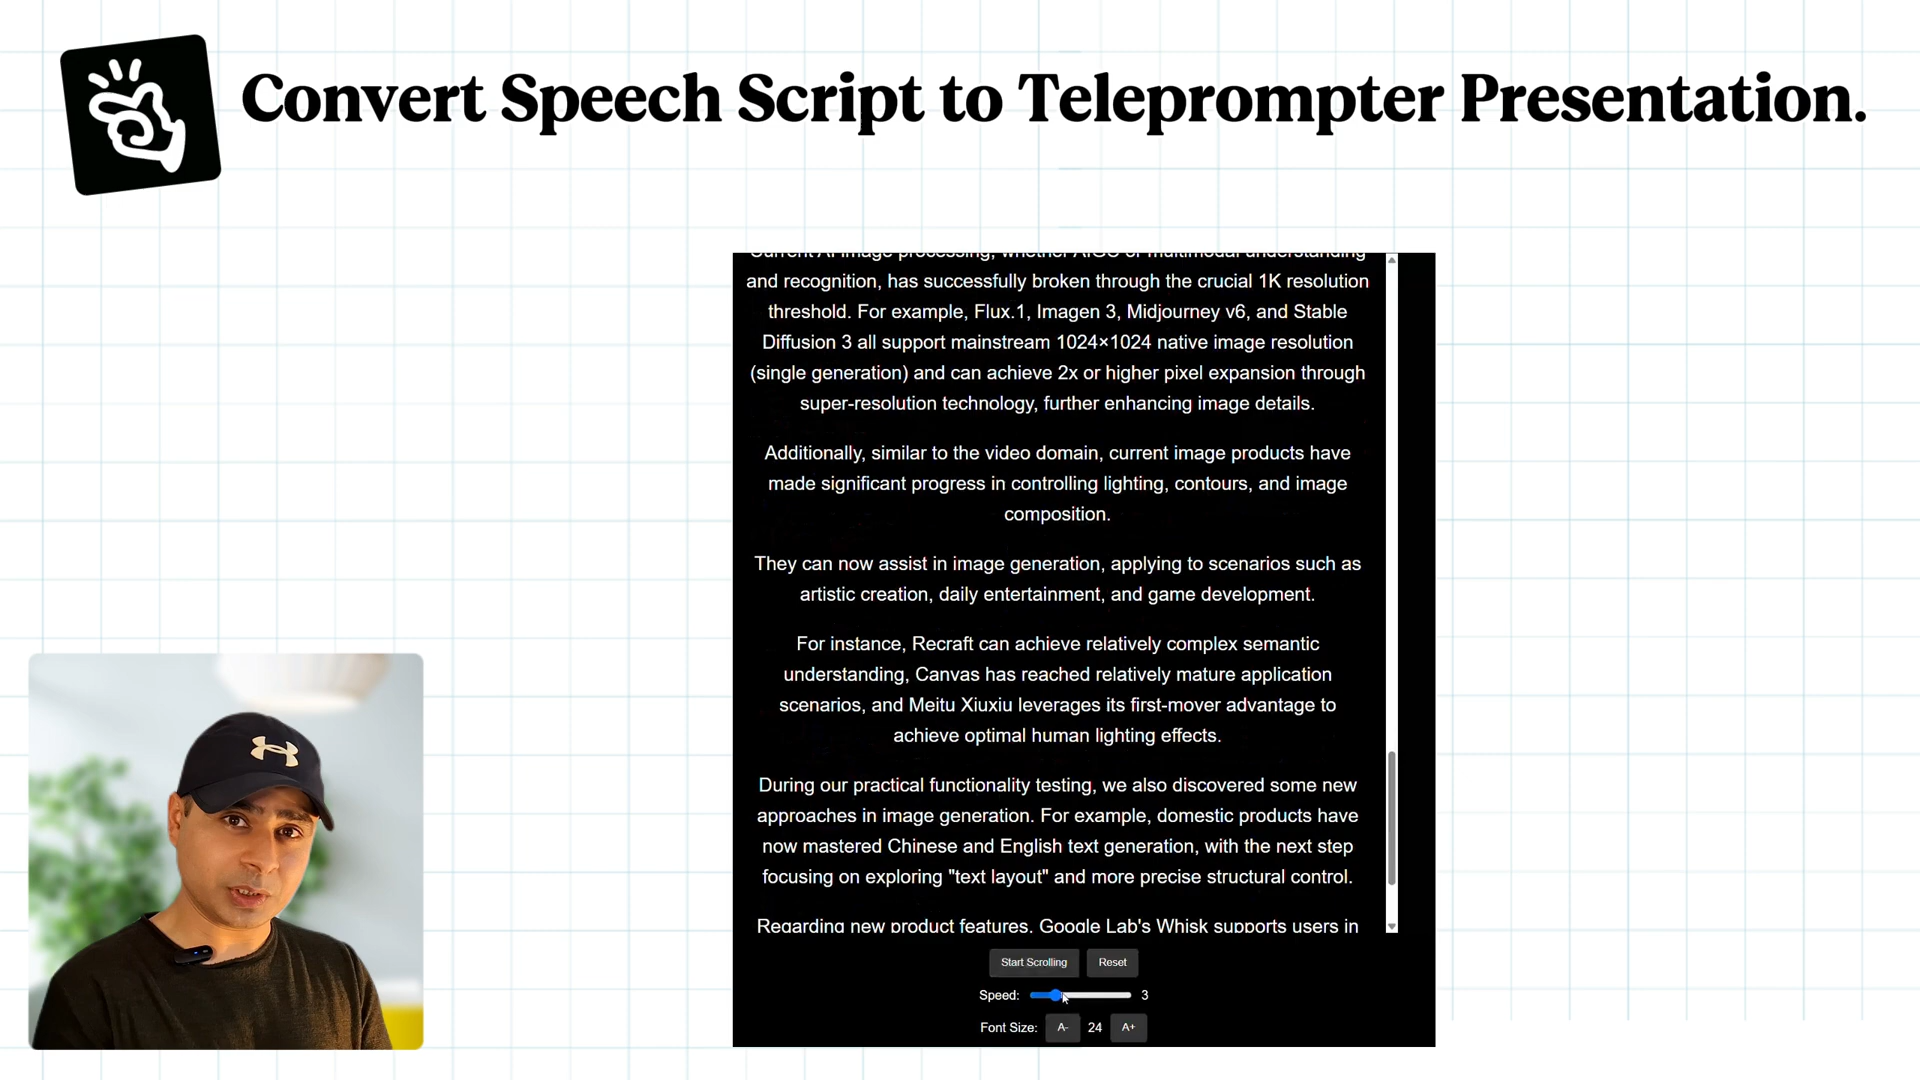 Convert Speech Script to Teleprompter Presentation.
Current AI image processing, whether AIGC or multimodal understanding
and recognition, has successfully broken through the crucial 1K resolution
threshold. For example, Flux.1, Imagen 3, Midjourney v6, and Stable
Diffusion 3 all support mainstream 1024×1024 native image resolution
(single generation) and can achieve 2x or higher pixel expansion through
super-resolution technology, further enhancing image details.
Additionally, similar to the video domain, current image products have
made significant progress in controlling lighting, contours, and image
composition.
They can now assist in image generation, applying to scenarios such as
artistic creation, daily entertainment, and game development.
For instance, Recraft can achieve relatively complex semantic
understanding, Canvas has reached relatively mature application
scenarios, and Meitu Xiuxiu leverages its first-mover advantage to
achieve optimal human lighting effects.
During our practical functionality testing, we also discovered some new
approaches in image generation. For example, domestic products have
now mastered Chinese and English text generation, with the next step
focusing on exploring "text layout" and more precise structural control.
Regarding new product features, Google Lab's Whisk supports users in
Start Scrolling Reset
Speed: 3
Font Size: A- 24 A+